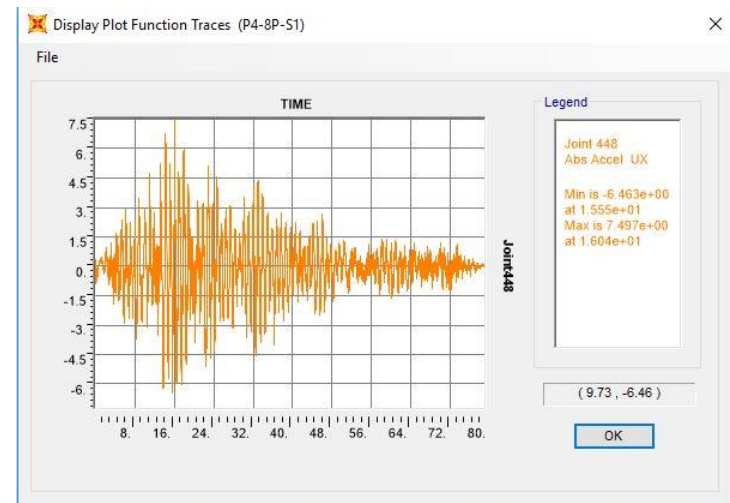 Display Plot Function Traces (P4-8P-S1)
File
TIME
7.5
6.
4.5
3.
1.5
0.
-1.5
-3.
-4.5
-6.
8. 16. 24. 32. 40. 48. 56. 64. 72. 80.
Joint448
Legend
Joint 448
Abs Accel UX
Min is -6.463e+00
at 1.555e+01
Max is 7.497e+00
at 1.604e+01
( 9.73 , -6.46 )
OK